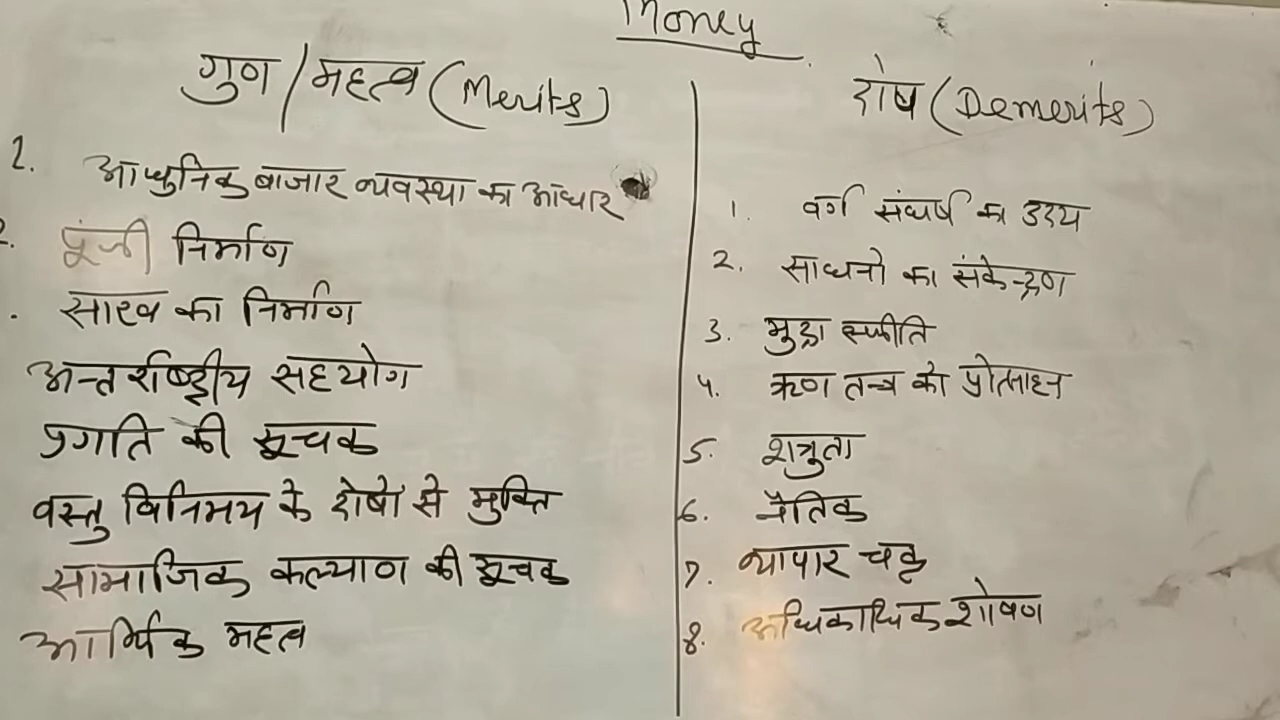 Money
गुण / महत्व (Merits)
1. आधुनिक बाजार व्यवस्था का आधार
2. पूंजी निर्माण
. साख का निर्माण
अन्तर्राष्ट्रीय सहयोग
प्रगति की सूचक
वस्तु विनिमय के दोषों से मुक्ति
सामाजिक कल्याण की सूचक
आर्थिक महत्व
दोष (Demerits)
1. वर्ग संघर्ष का उदय
2. साधनो का संकेन्द्रण
3. मुद्रा स्फीति
4. ऋण तन्त्र को प्रोत्साहन
5. शत्रुता
6. नैतिक
7. व्यापार चक्र
8. अधिकाधिक शोषण